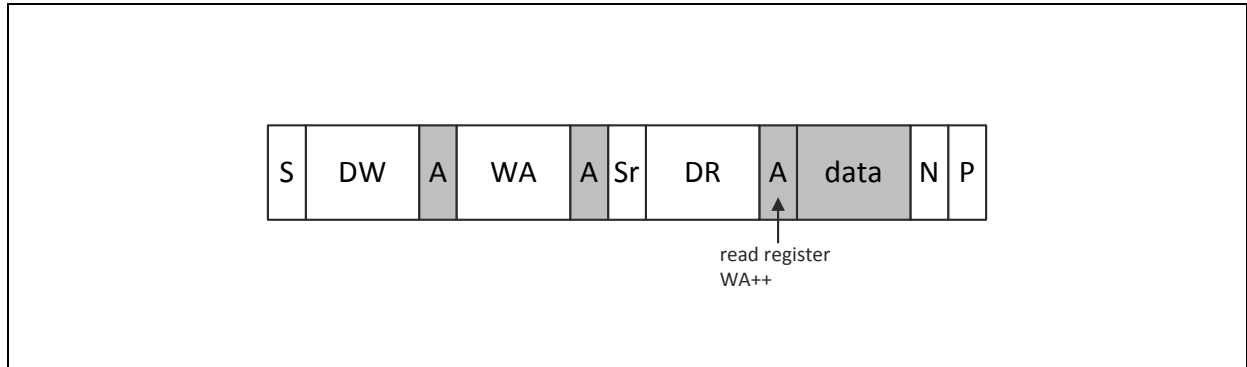 S DW A WA A Sr DR A data N P
read register
WA++